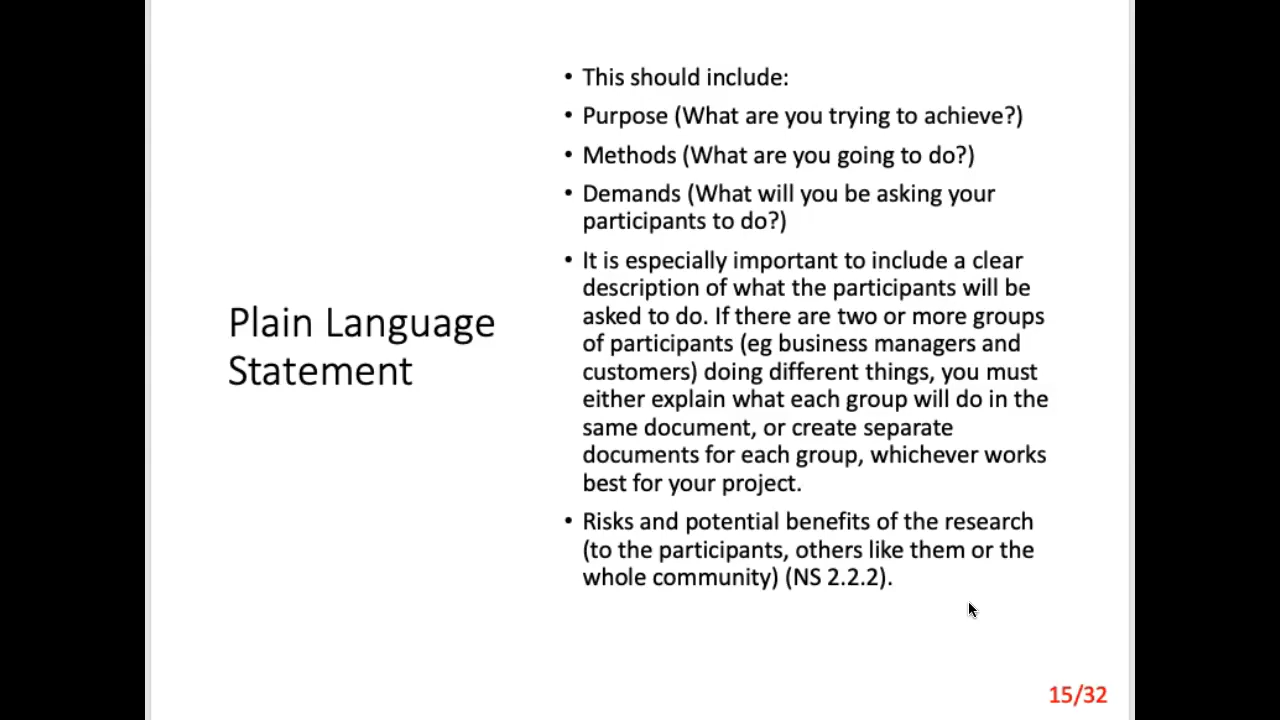 Plain Language
Statement
• This should include:
• Purpose (What are you trying to achieve?)
• Methods (What are you going to do?)
• Demands (What will you be asking your
participants to do?)
• It is especially important to include a clear
description of what the participants will be
asked to do. If there are two or more groups
of participants (eg business managers and
customers) doing different things, you must
either explain what each group will do in the
same document, or create separate
documents for each group, whichever works
best for your project.
• Risks and potential benefits of the research
(to the participants, others like them or the
whole community) (NS 2.2.2).
15/32